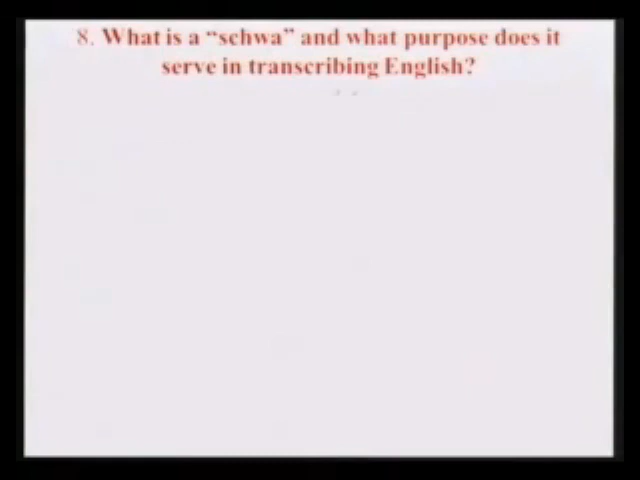 8. What is a “schwa” and what purpose does it
serve in transcribing English?